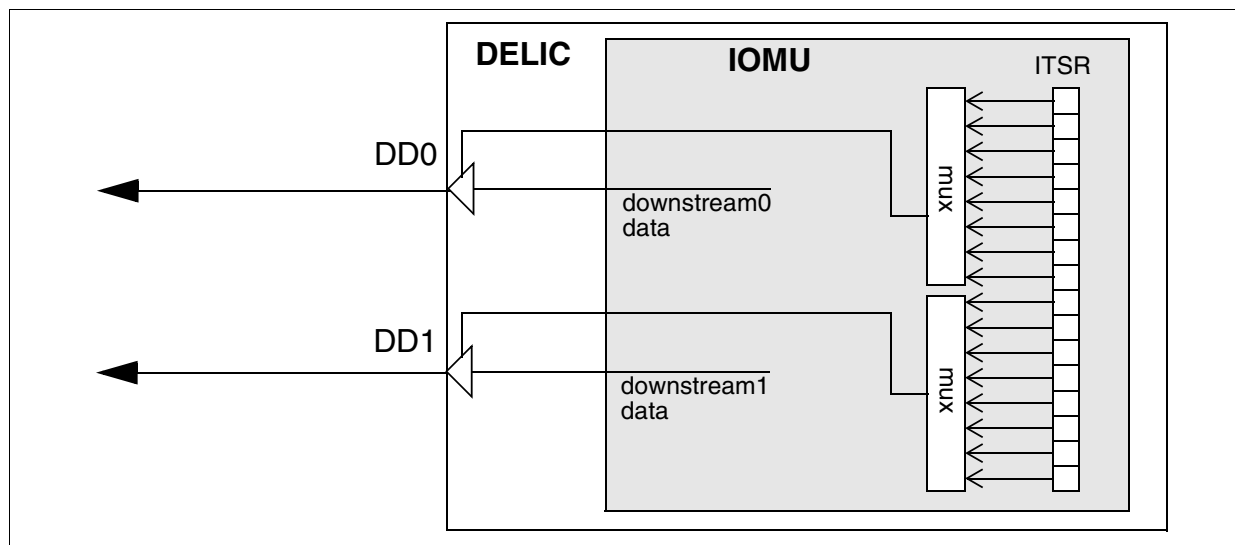 DELIC
IOMU
ITSR
DD0
mux
downstream0
data
DD1
mux
downstream1
data